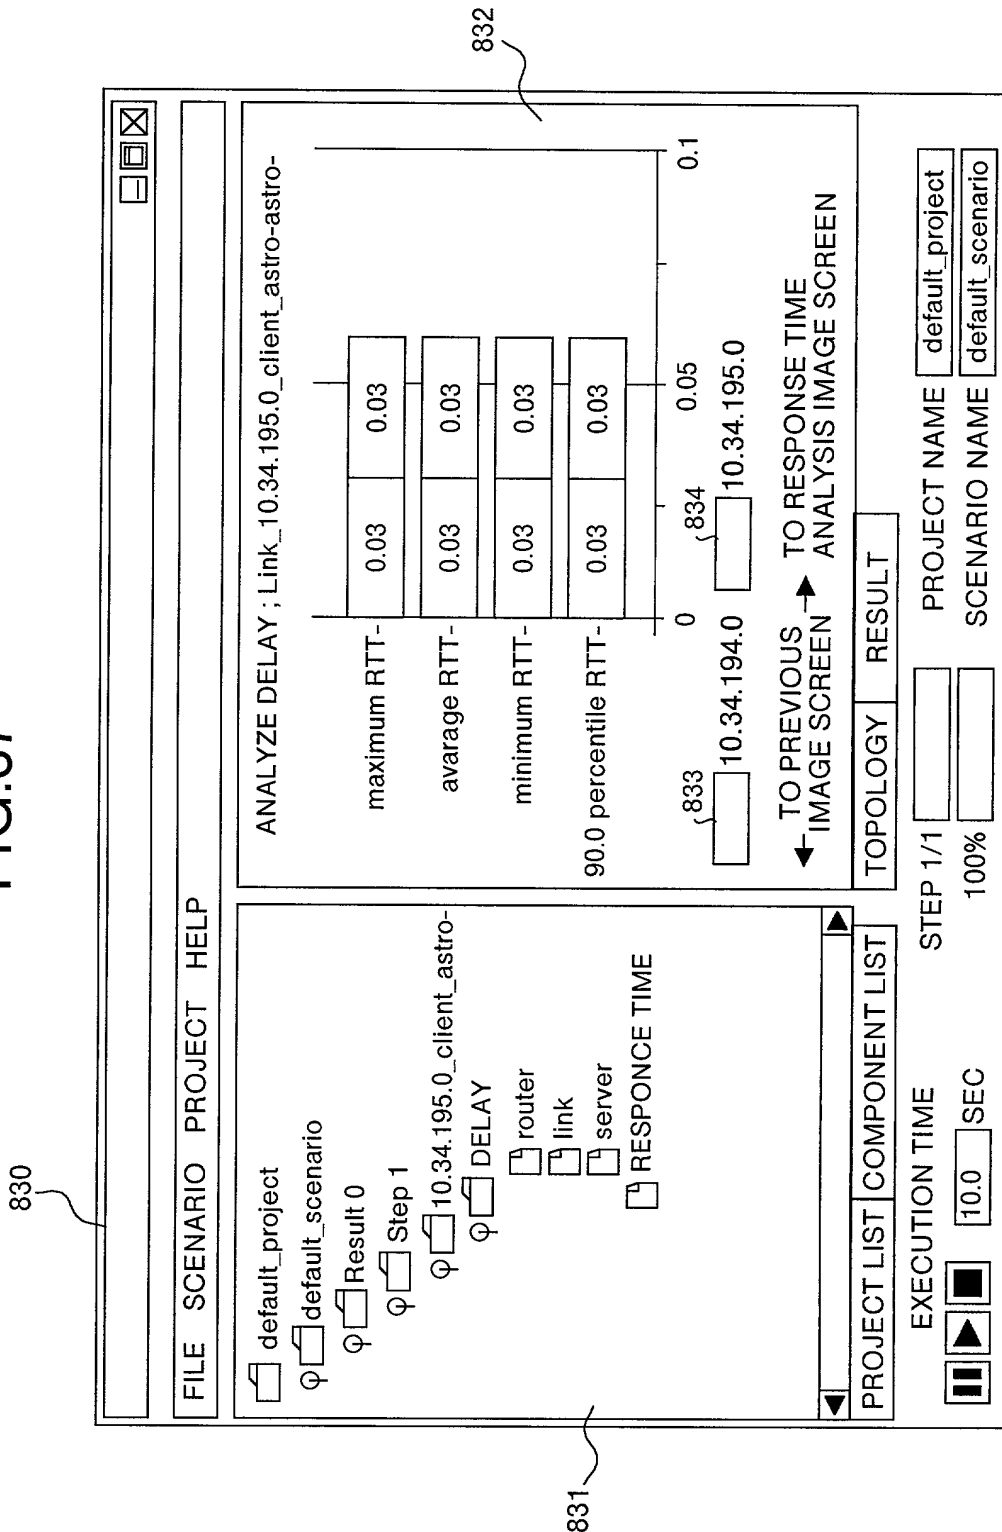 830
FILE SCENARIO PROJECT HELP
default_project
default_scenario
Result 0
Step 1
10.34.195.0_client_astro-
DELAY
router
link
server
RESPONCE TIME
831
PROJECT LIST
COMPONENT LIST
ANALYZE DELAY ; Link_10.34.195.0_client_astro-astro-
832
maximum RTT- 0.03 0.03
avarage RTT- 0.03 0.03
minimum RTT- 0.03 0.03
90.0 percentile RTT- 0.03 0.03
0 0.05 0.1
833 10.34.194.0
834 10.34.195.0
TO PREVIOUS
IMAGE SCREEN
TO RESPONSE TIME
ANALYSIS IMAGE SCREEN
TOPOLOGY
RESULT
EXECUTION TIME
10.0 SEC
STEP 1/1
100%
PROJECT NAME default_project
SCENARIO NAME default_scenario